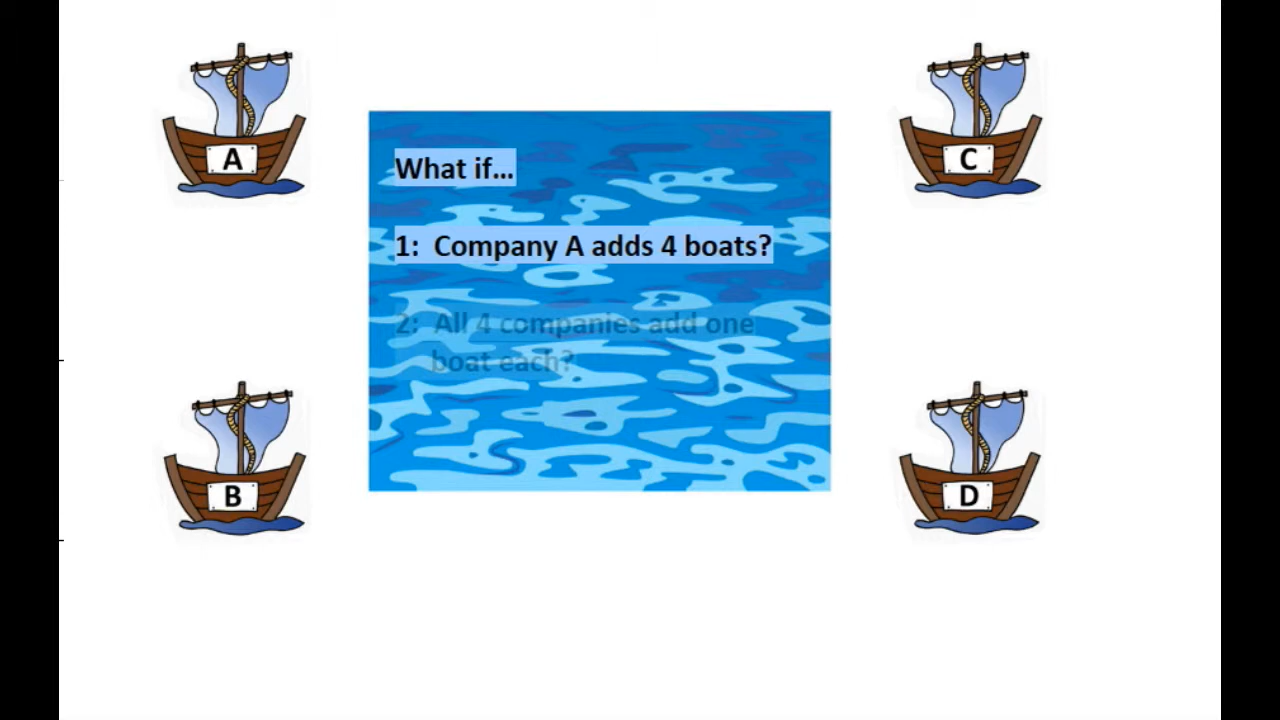 A
C
What if...
1: Company A adds 4 boats?
2: All 4 companies add one
boat each?
B
D